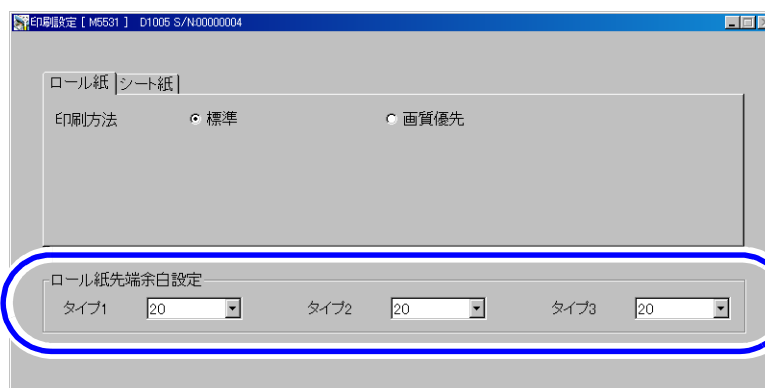 印刷設定 [ M5531 ]   D1005 S/N:00000004
ロール紙 シート紙
印刷方法 標準 画質優先
ロール紙先端余白設定
タイプ1 20 タイプ2 20 タイプ3 20